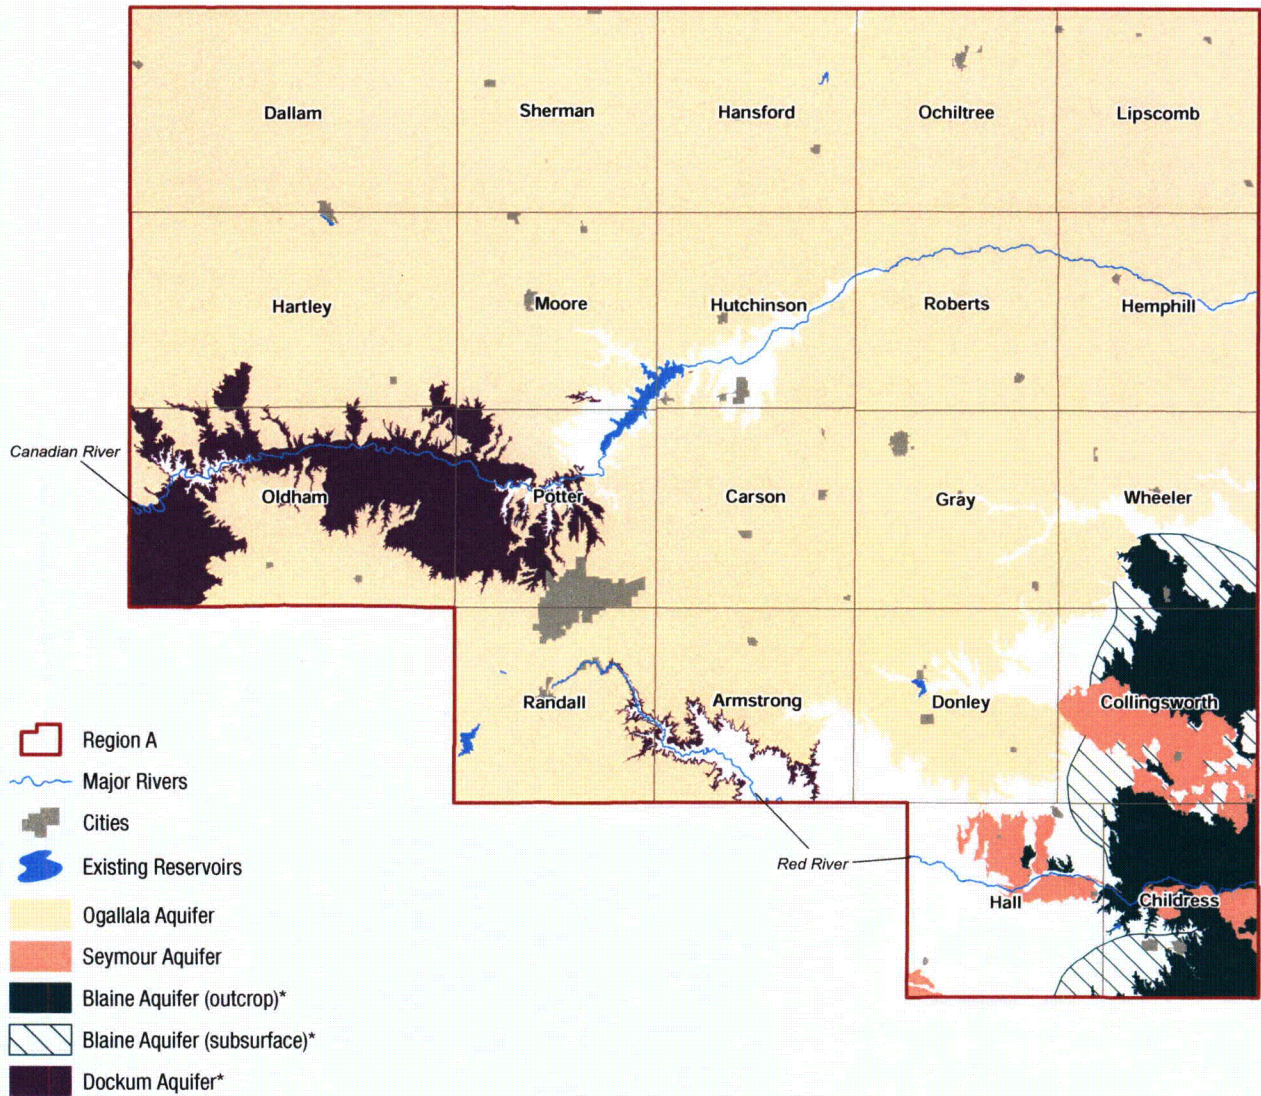 Dallam
Sherman
Hansford
Ochiltree
Lipscomb
Hartley
Moore
Hutchinson
Roberts
Hemphill
Canadian River
Oldham
Potter
Carson
Gray
Wheeler
Randall
Armstrong
Donley
Collingsworth
Red River
Hall
Childress
Region A
Major Rivers
Cities
Existing Reservoirs
Ogallala Aquifer
Seymour Aquifer
Blaine Aquifer (outcrop)*
Blaine Aquifer (subsurface)*
Dockum Aquifer*